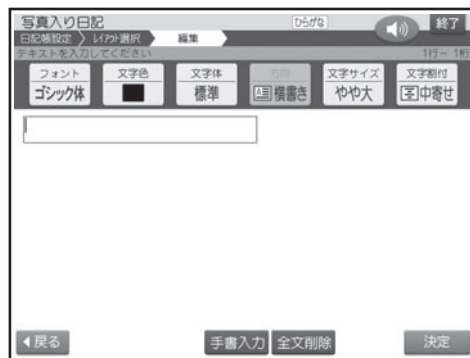 写真入り日記
ひらがな
終了
日記帳設定 レイアウト選択 編集
テキストを入力してください
1行- 1桁
フォント
ゴシック体
文字色
文字体
標準
方向
横書き
文字サイズ
やや大
文字割付
中寄せ
戻る
手書入力
全文削除
決定